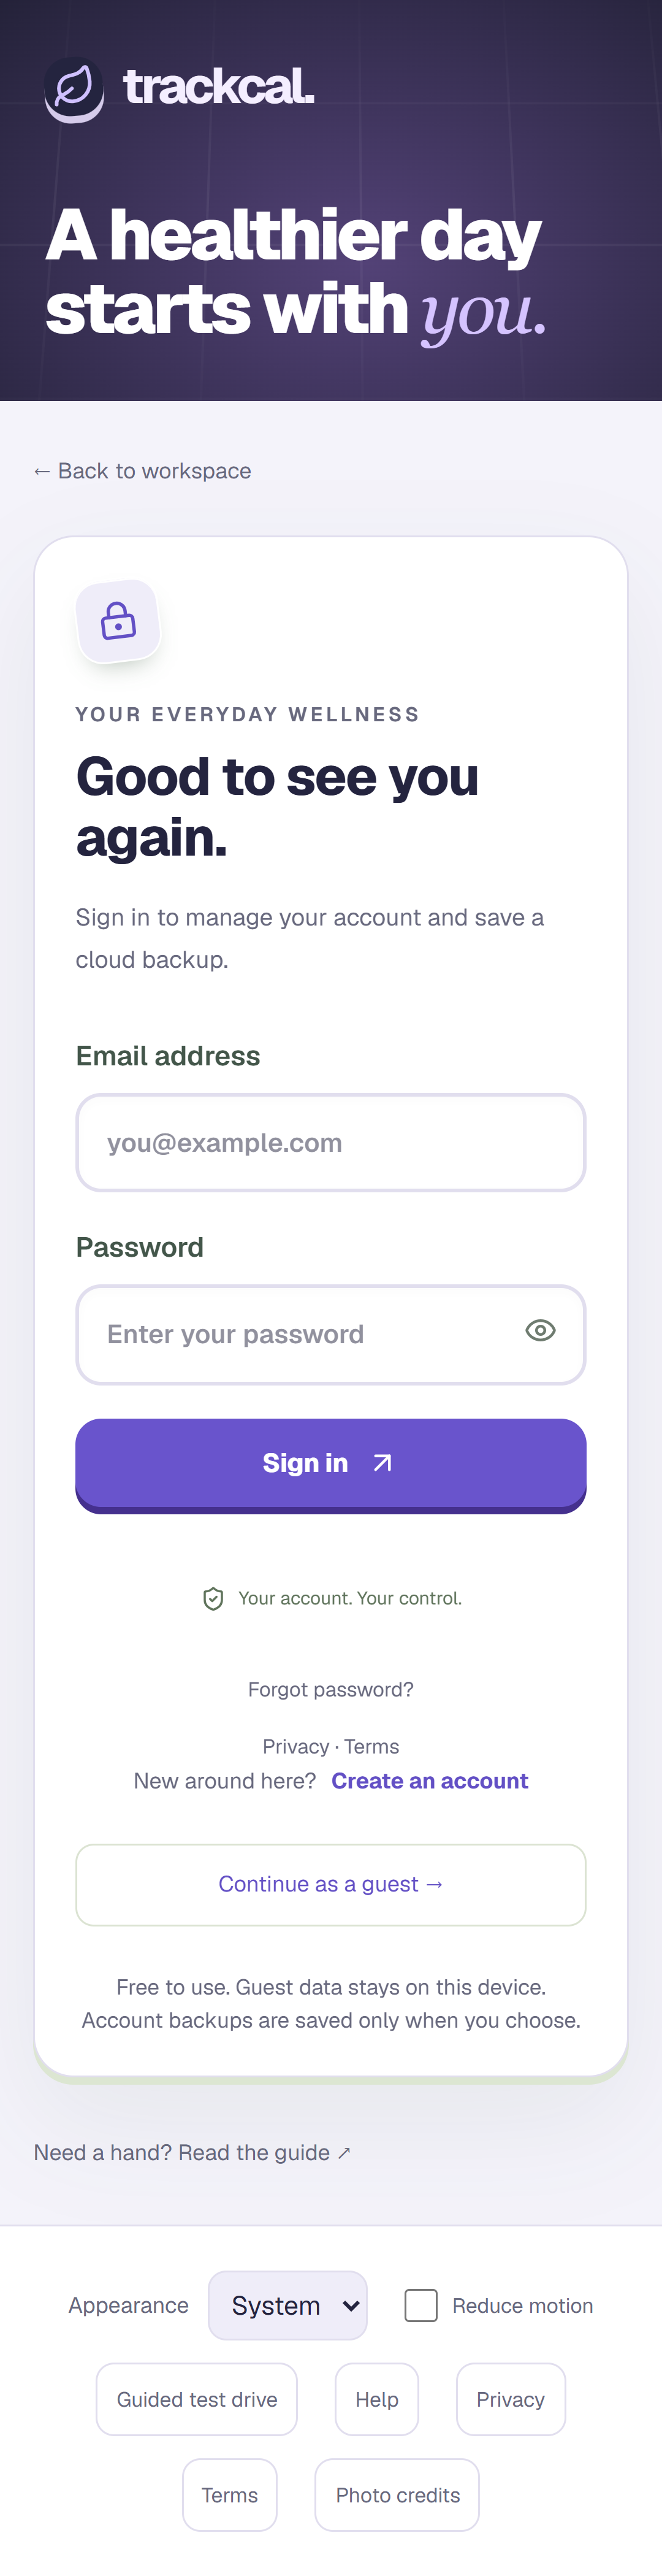 trackcal.
A healthier day
starts with you.
← Back to workspace
YOUR EVERYDAY WELLNESS
Good to see you
again.
Sign in to manage your account and save a
cloud backup.
Email address
you@example.com
Password
Enter your password
Sign in ↗
Your account. Your control.
Forgot password?
Privacy · Terms
New around here? Create an account
Continue as a guest →
Free to use. Guest data stays on this device.
Account backups are saved only when you choose.
Need a hand? Read the guide ↗
Appearance System Reduce motion
Guided test drive Help Privacy
Terms Photo credits